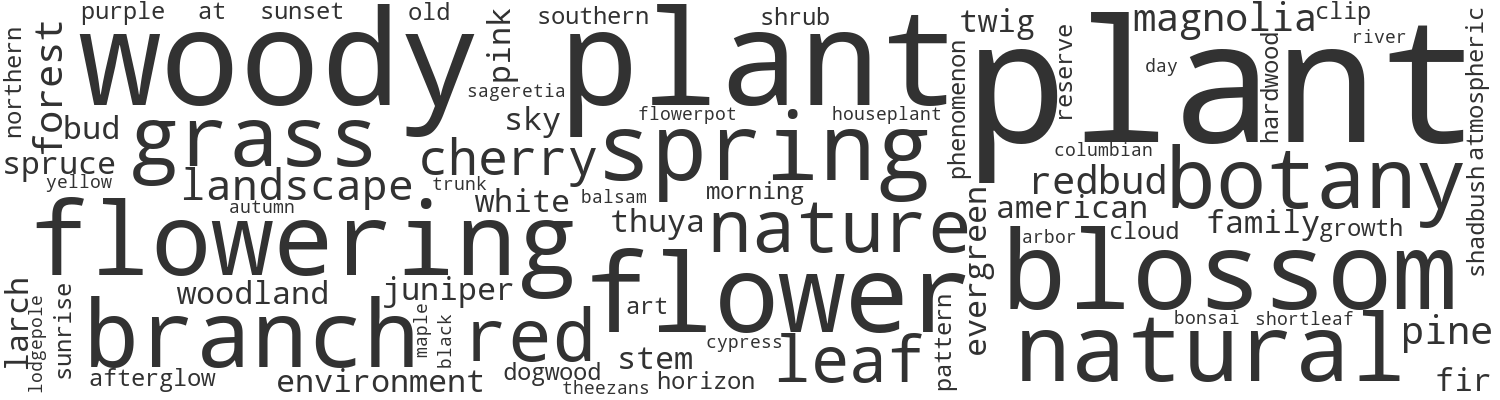 purple at sunset old southern shrub magnolia clip
northern forest woody pink plant twig reserve plant hardwood river atmospheric
sageretia day
bud grass sky flowerpot houseplant phenomenon
spruce cherry spring columbian
yellow landscape trunk white balsam morning redbud botany shadbush
autumn thuya nature american family growth
flowering evergreen arbor cloud
larch woodland juniper flower blossom
lodgepole sunrise branch maple black red art pattern natural bonsai shortleaf pine
stem cypress leaf
afterglow environment dogwood theezans horizon fir